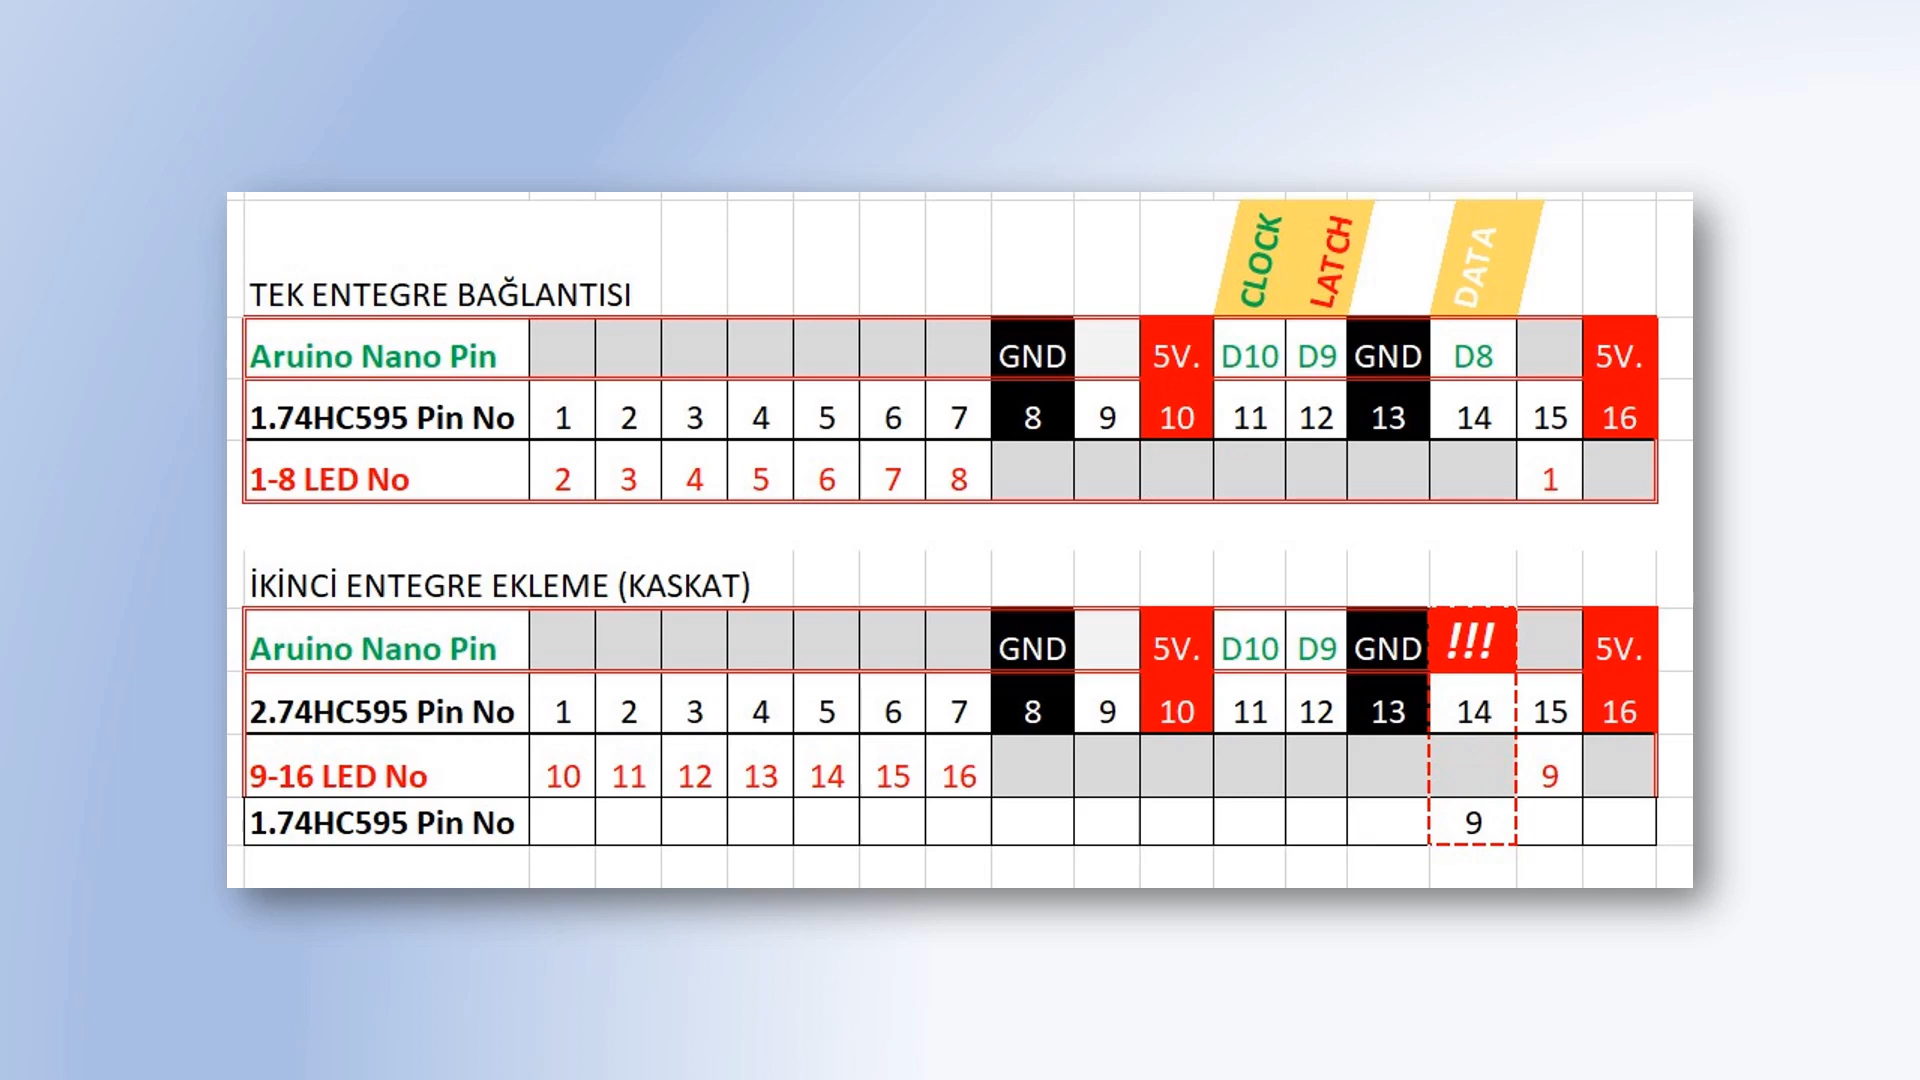 CLOCK LATCH DATA
TEK ENTEGRE BAĞLANTISI
Aruino Nano Pin GND 5V. D10 D9 GND D8 5V.
1.74HC595 Pin No 1 2 3 4 5 6 7 8 9 10 11 12 13 14 15 16
1-8 LED No 2 3 4 5 6 7 8 1
İKİNCİ ENTEGRE EKLEME (KASKAT)
Aruino Nano Pin GND 5V. D10 D9 GND !!! 5V.
2.74HC595 Pin No 1 2 3 4 5 6 7 8 9 10 11 12 13 14 15 16
9-16 LED No 10 11 12 13 14 15 16 9
1.74HC595 Pin No 9